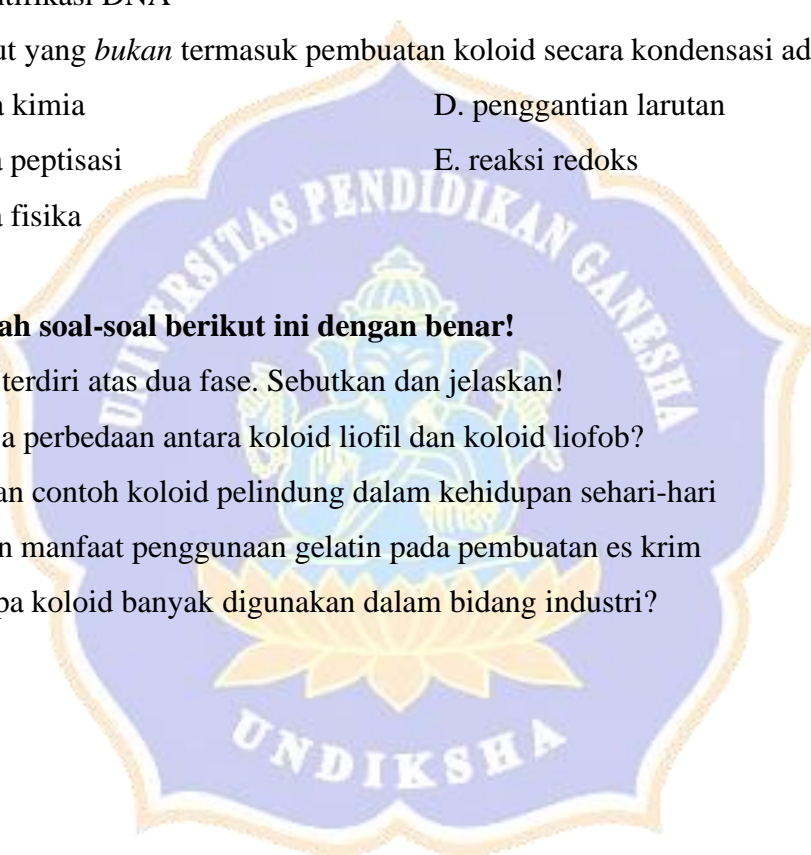 ntifikasi DNA
ut yang bukan termasuk pembuatan koloid secara kondensasi ad
a kimia D. penggantian larutan
a peptisasi E. reaksi redoks
a fisika
UNIVERSITAS PENDIDIKAN GANESHA
ah soal-soal berikut ini dengan benar!
terdiri atas dua fase. Sebutkan dan jelaskan!
a perbedaan antara koloid liofil dan koloid liofob?
an contoh koloid pelindung dalam kehidupan sehari-hari
n manfaat penggunaan gelatin pada pembuatan es krim
pa koloid banyak digunakan dalam bidang industri?
UNDIKSHA